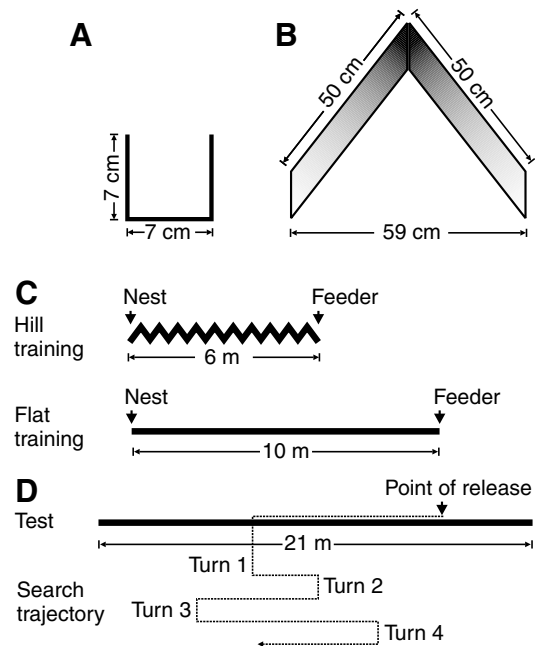 A
B
50 cm
50 cm
7 cm
7 cm
59 cm
C
Nest
Feeder
Hill
training
6 m
Nest
Feeder
Flat
training
10 m
D
Point of release
Test
21 m
Turn 1
Turn 2
Search
trajectory
Turn 3
Turn 4